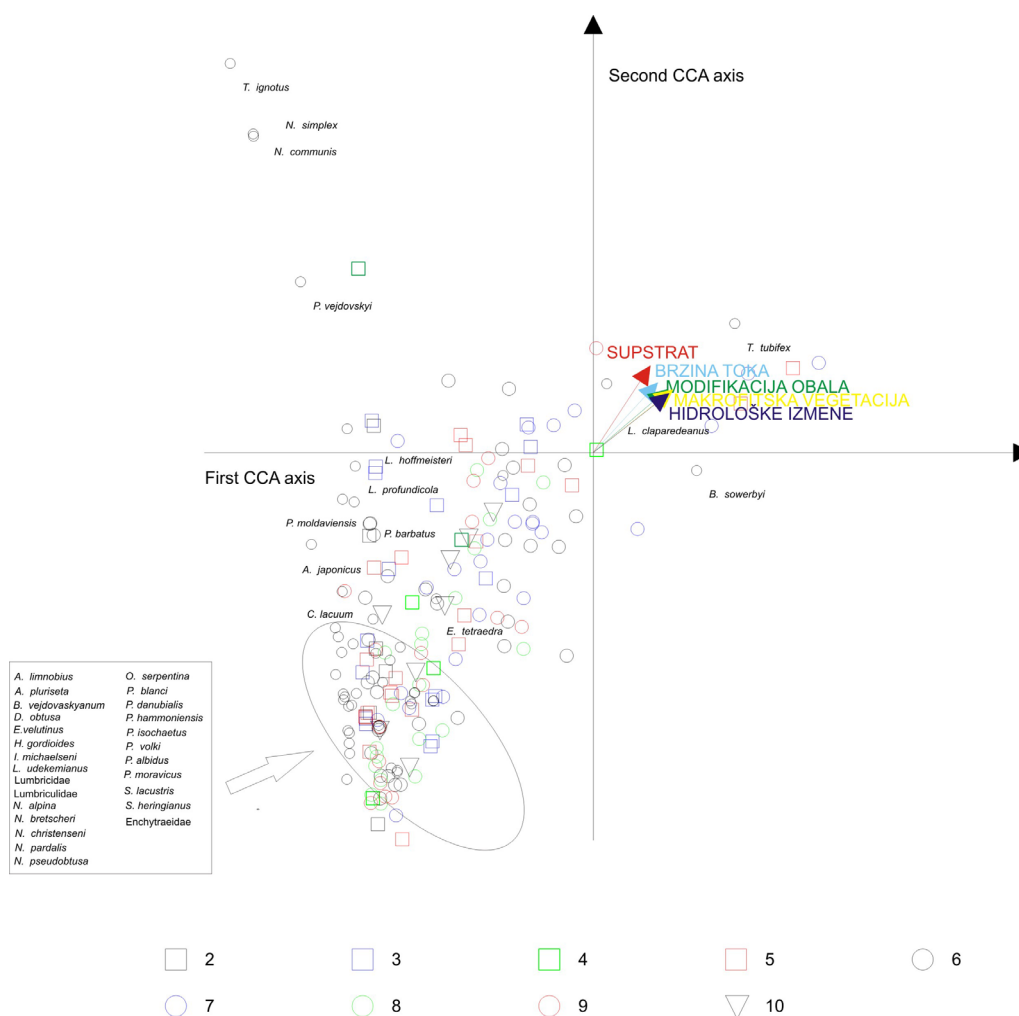 Second CCA axis
T. ignotus
N. simplex
N. communis
P. vejdovskyi
T. tubifex
SUPSTRAT
BRZINA TOKA
MODIFIKACIJA OBALA
MAKROFITSKA VEGETACIJA
HIDROLOŠKE IZMENE
L. claparedeanus
L. hoffmeisteri
First CCA axis
L. profundicola
B. sowerbyi
P. moldaviensis
P. barbatus
A. japonicus
C. lacuum
E. tetraedra
A. limnobius
A. pluriseta
B. vejdovaskyanum
D. obtusa
E.velutinus
H. gordioides
I. michaelseni
L. udekemianus
Lumbricidae
Lumbriculidae
N. alpina
N. bretscheri
N. christenseni
N. pardalis
N. pseudobtusa
O. serpentina
P. blanci
P. danubialis
P. hammoniensis
P. isochaetus
P. volki
P. albidus
P. moravicus
S. lacustris
S. heringianus
Enchytraeidae
2 3 4 5 6
7 8 9 10